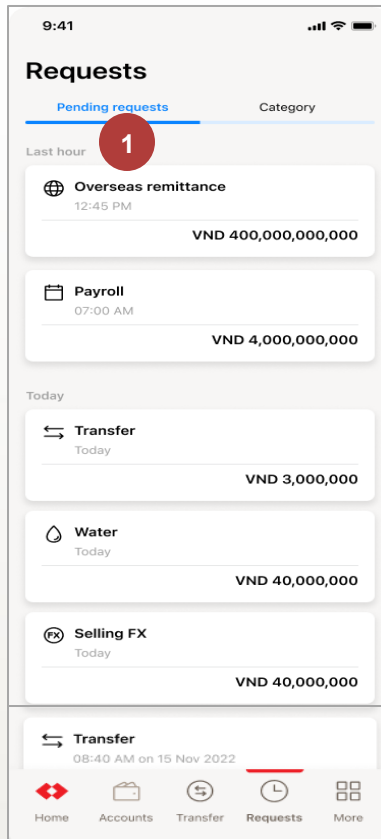 9:41
Requests
Pending requests
Category
1
Last hour
Overseas remittance
12:45 PM
VND 400,000,000,000
Payroll
07:00 AM
VND 4,000,000,000
Today
Transfer
Today
VND 3,000,000
Water
Today
VND 40,000,000
FX
Selling FX
Today
VND 40,000,000
Transfer
08:40 AM on 15 Nov 2022
Home
Accounts
Transfer
Requests
More